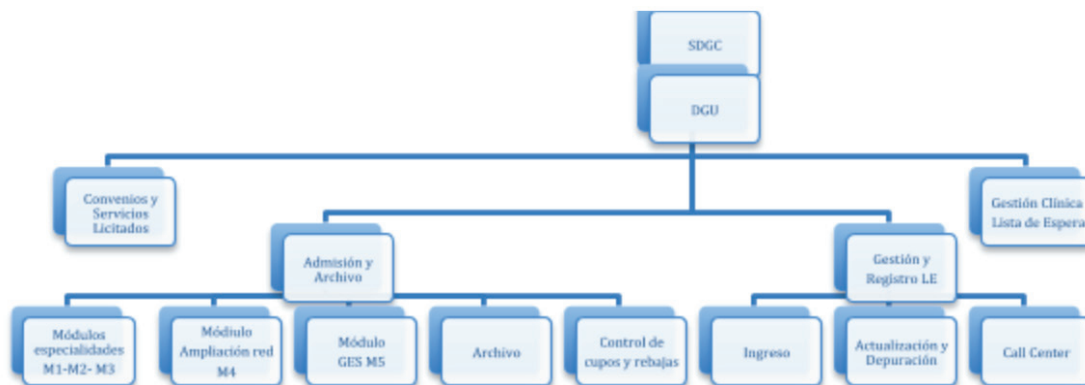 SDGC
DGU
Convenios y
Servicios
Licitados
Gestión Clínica
Lista de Espera
Admisión y
Archivo
Gestión y
Registro LE
Módulos
especialidades
M1-M2- M3
Módiulo
Ampliación red
M4
Módulo
GES M5
Archivo
Control de
cupos y rebajas
Ingreso
Actualización y
Depuración
Call Center